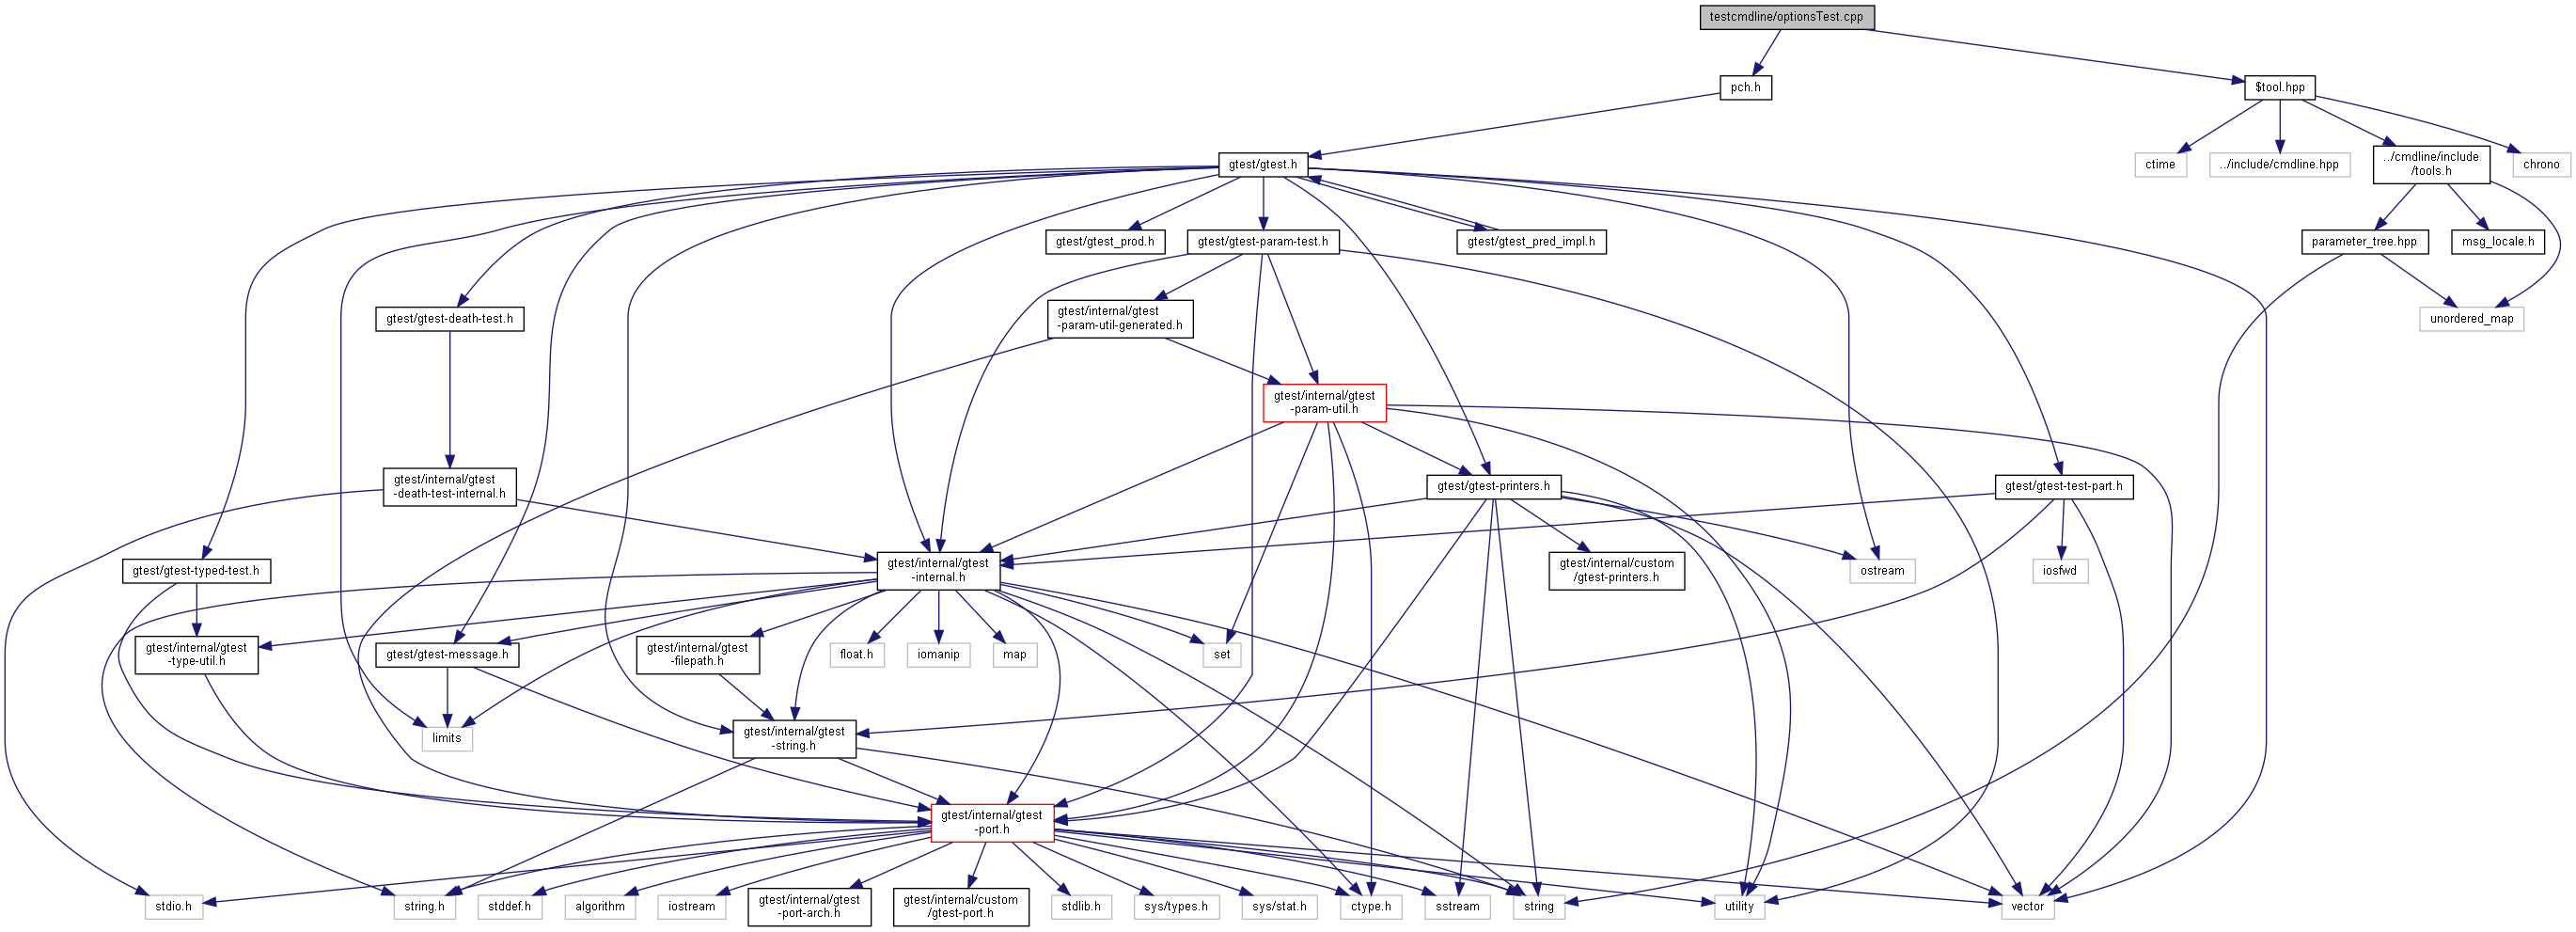 testcmdline/optionsTest.cpp
pch.h
$tool.hpp
gtest/gtest.h
ctime
../include/cmdline.hpp
../cmdline/include
/tools.h
chrono
gtest/gtest_prod.h
gtest/gtest-param-test.h
gtest/gtest_pred_impl.h
parameter_tree.hpp
msg_locale.h
gtest/gtest-death-test.h
gtest/internal/gtest
-param-util-generated.h
unordered_map
gtest/internal/gtest
-param-util.h
gtest/internal/gtest
-death-test-internal.h
gtest/gtest-printers.h
gtest/gtest-test-part.h
gtest/gtest-typed-test.h
gtest/internal/gtest
-internal.h
gtest/internal/custom
/gtest-printers.h
ostream
iosfwd
gtest/internal/gtest
-type-util.h
gtest/gtest-message.h
gtest/internal/gtest
-filepath.h
float.h
iomanip
map
set
limits
gtest/internal/gtest
-string.h
gtest/internal/gtest
-port.h
stdio.h
string.h
stddef.h
algorithm
iostream
gtest/internal/gtest
-port-arch.h
gtest/internal/custom
/gtest-port.h
stdlib.h
sys/types.h
sys/stat.h
ctype.h
sstream
string
utility
vector